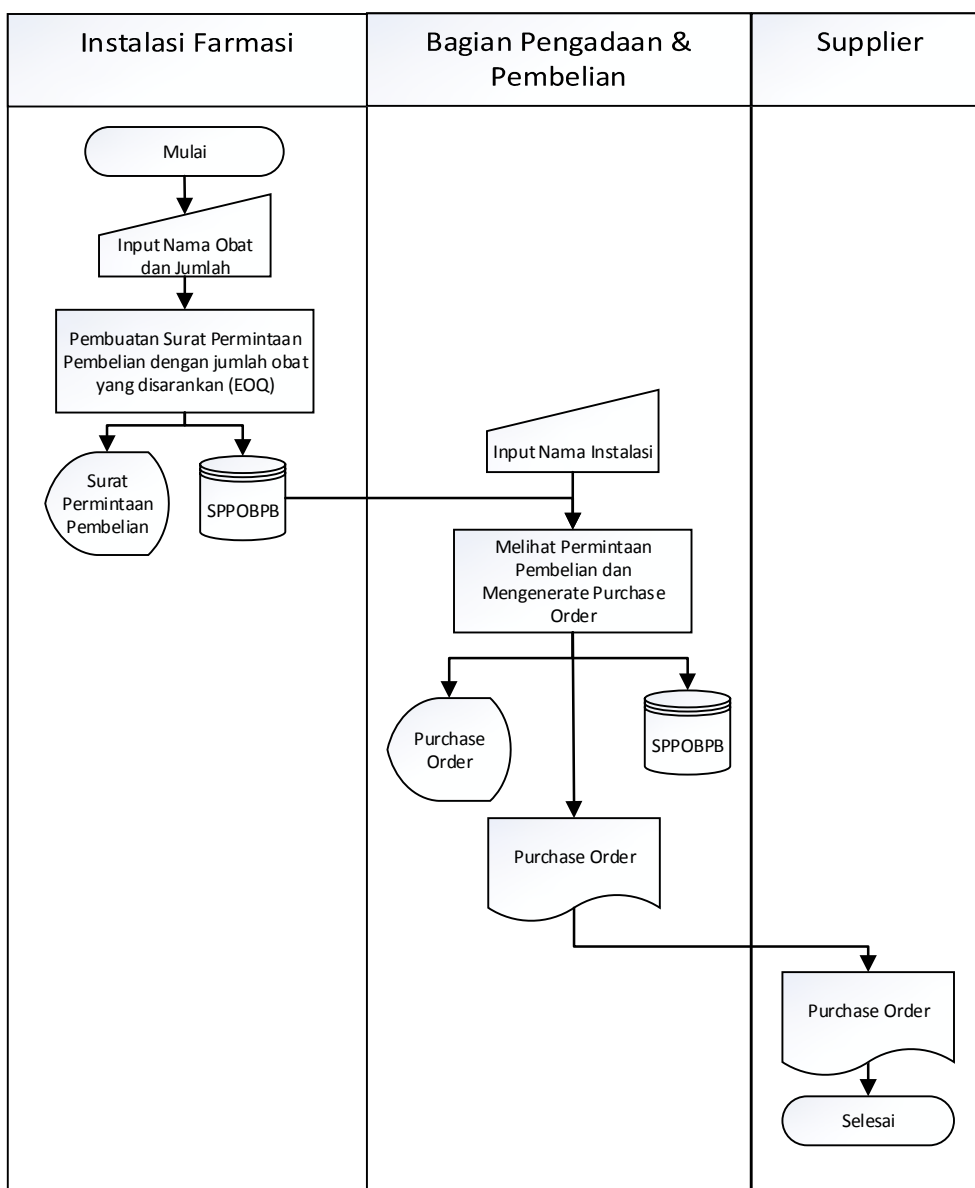 Instalasi Farmasi
Bagian Pengadaan &
Pembelian
Supplier
Mulai
Input Nama Obat
dan Jumlah
Pembuatan Surat Permintaan
Pembelian dengan jumlah obat
yang disarankan (EOQ)
Surat
Permintaan
Pembelian
SPPOBPB
Input Nama Instalasi
Melihat Permintaan
Pembelian dan
Mengenerate Purchase
Order
Purchase
Order
SPPOBPB
Purchase Order
Purchase Order
Selesai